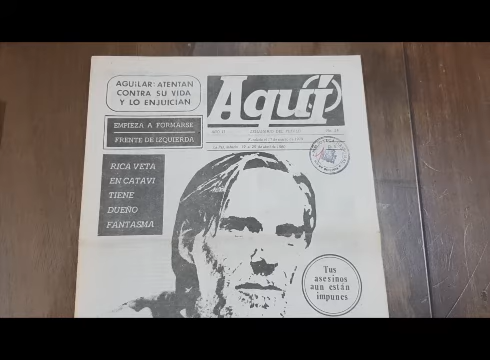 AGUILAR: ATENTAN
CONTRA SU VIDA
Y LO ENJUICIAN
Aquí
EMPIEZA A FORMARSE
FRENTE DE IZQUIERDA
RICA VETA
EN CATAVI
TIENE
DUEÑO
FANTASMA
Tus
asesinos
aun están
impunes